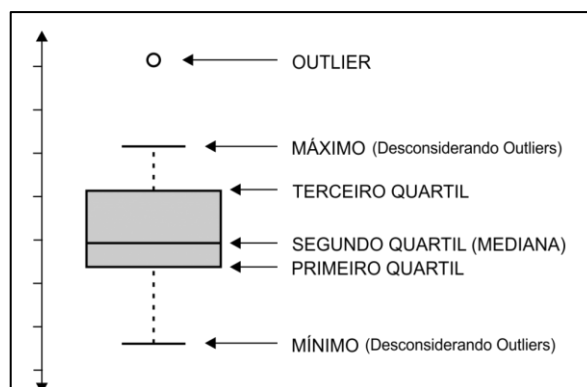 OUTLIER
MÁXIMO (Desconsiderando Outliers)
TERCEIRO QUARTIL
SEGUNDO QUARTIL (MEDIANA)
PRIMEIRO QUARTIL
MÍNIMO (Desconsiderando Outliers)